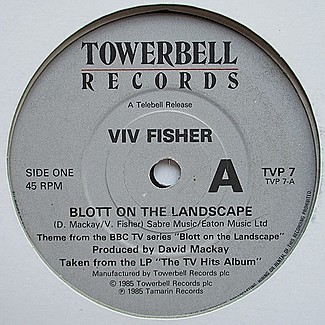 TOWERBELL
RECORDS
A Telebell Release
VIV FISHER
SIDE ONE
45 RPM
A
TVP 7
TVP 7-A
BLOTT ON THE LANDSCAPE
(D. Mackay/V. Fisher) Sabre Music/Eaton Music Ltd
Theme from the BBC TV series "Blott on the Landscape"
Produced by David Mackay
Taken from the LP "The TV Hits Album"
Manufactured by Towerbell Records plc
© 1985 Towerbell Records plc
℗ 1985 Tamarin Records